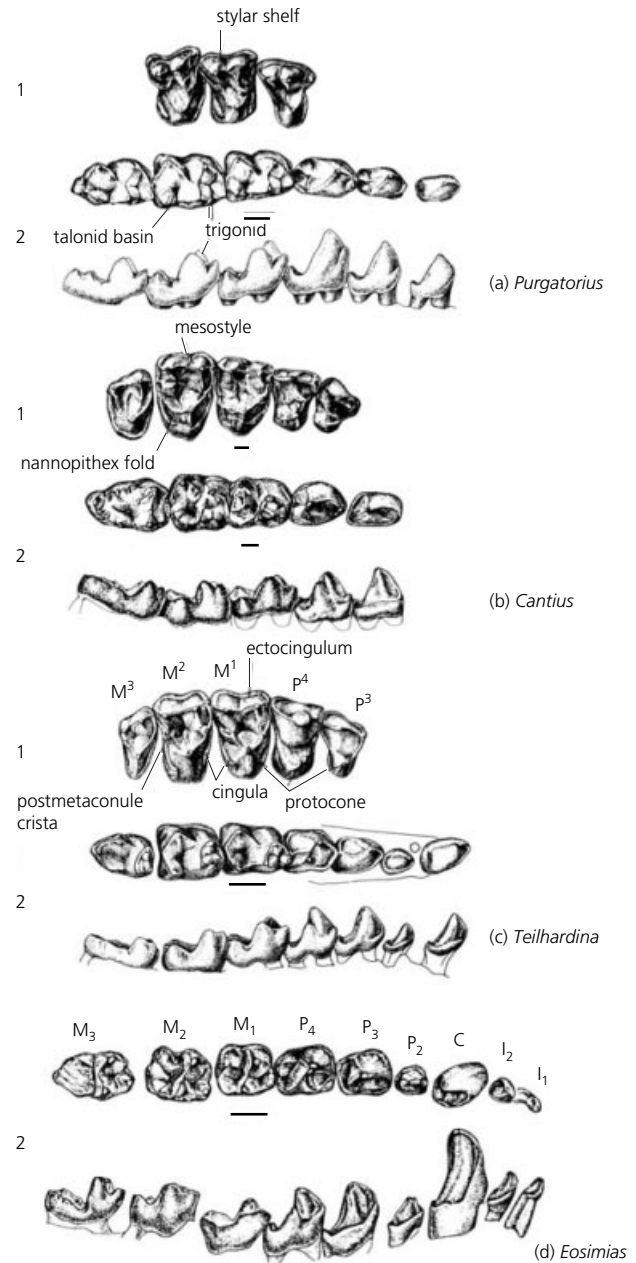 stylar shelf
1
talonid basin
trigonid
2
(a) Purgatorius
mesostyle
1
nannopithex fold
2
(b) Cantius
ectocingulum
M³ M² M¹ P⁴ P³
1
postmetaconule crista
cingula
protocone
2
(c) Teilhardina
M₃ M₂ M₁ P₄ P₃ P₂ C I₂ I₁
2
(d) Eosimias